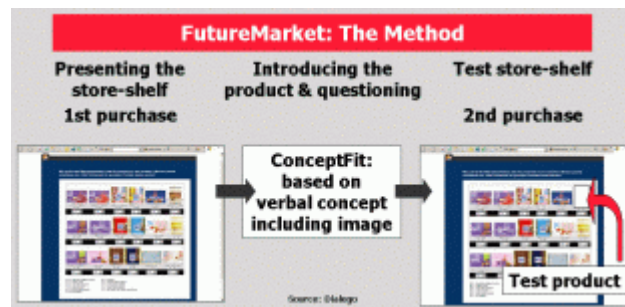 FutureMarket: The Method
Presenting the
store-shelf
1st purchase
Introducing the
product & questioning
Test store-shelf
2nd purchase
ConceptFit:
based on
verbal concept
including image
Test product
Source: Dialego